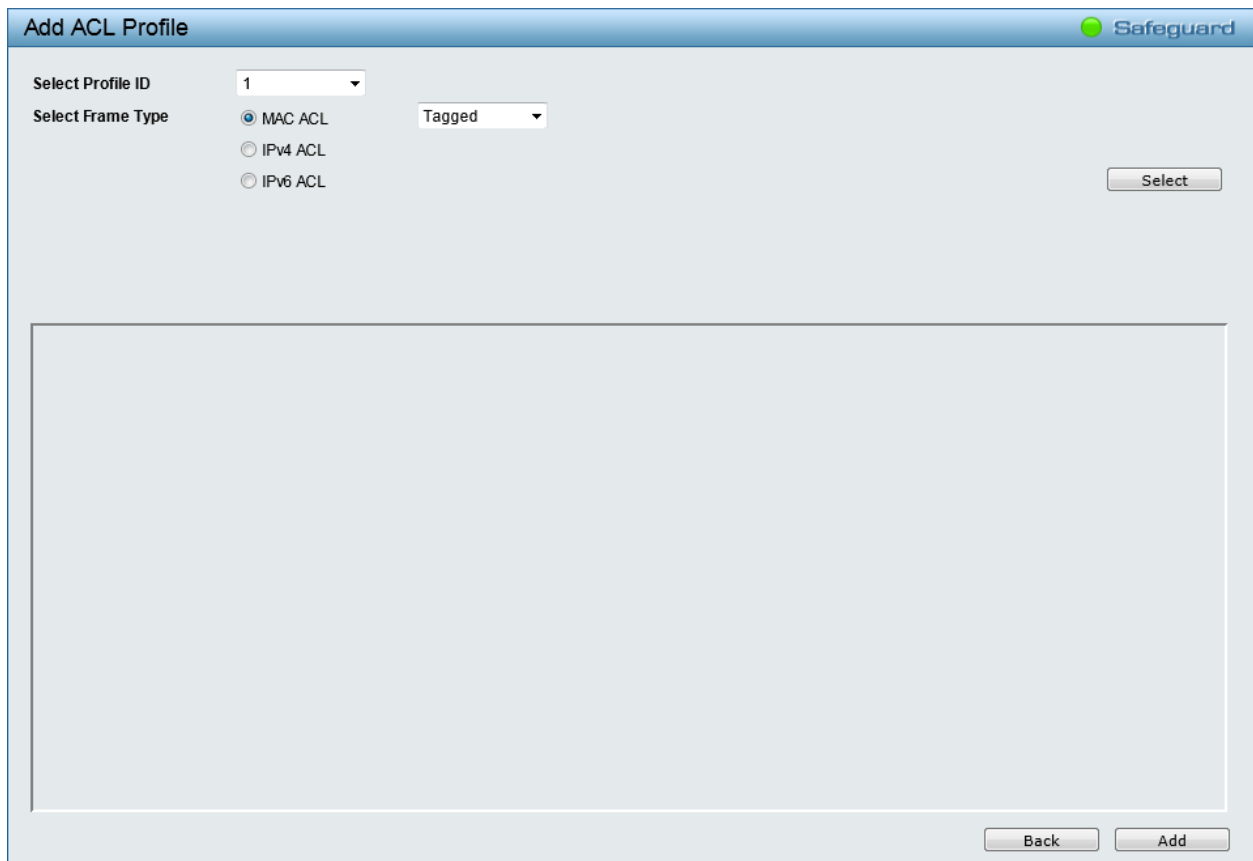 Add ACL Profile
Safeguard
Select Profile ID
1
Select Frame Type
MAC ACL
Tagged
IPv4 ACL
IPv6 ACL
Select
Back
Add